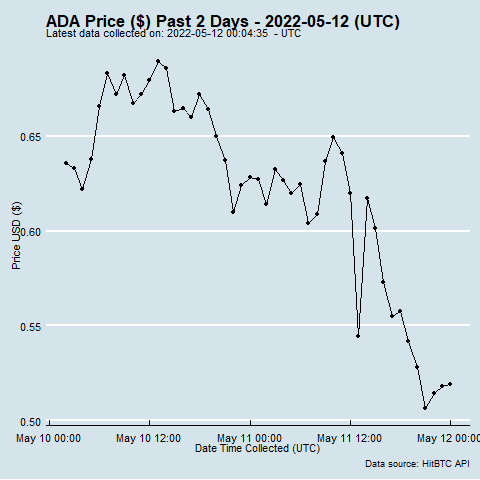 ADA Price ($) Past 2 Days - 2022-05-12 (UTC)
Latest data collected on: 2022-05-12 00:04:35 - UTC
Price USD ($)
0.65
0.60
0.55
0.50
May 10 00:00 May 10 12:00 May 11 00:00 May 11 12:00 May 12 00:00
Date Time Collected (UTC)
Data source: HitBTC API